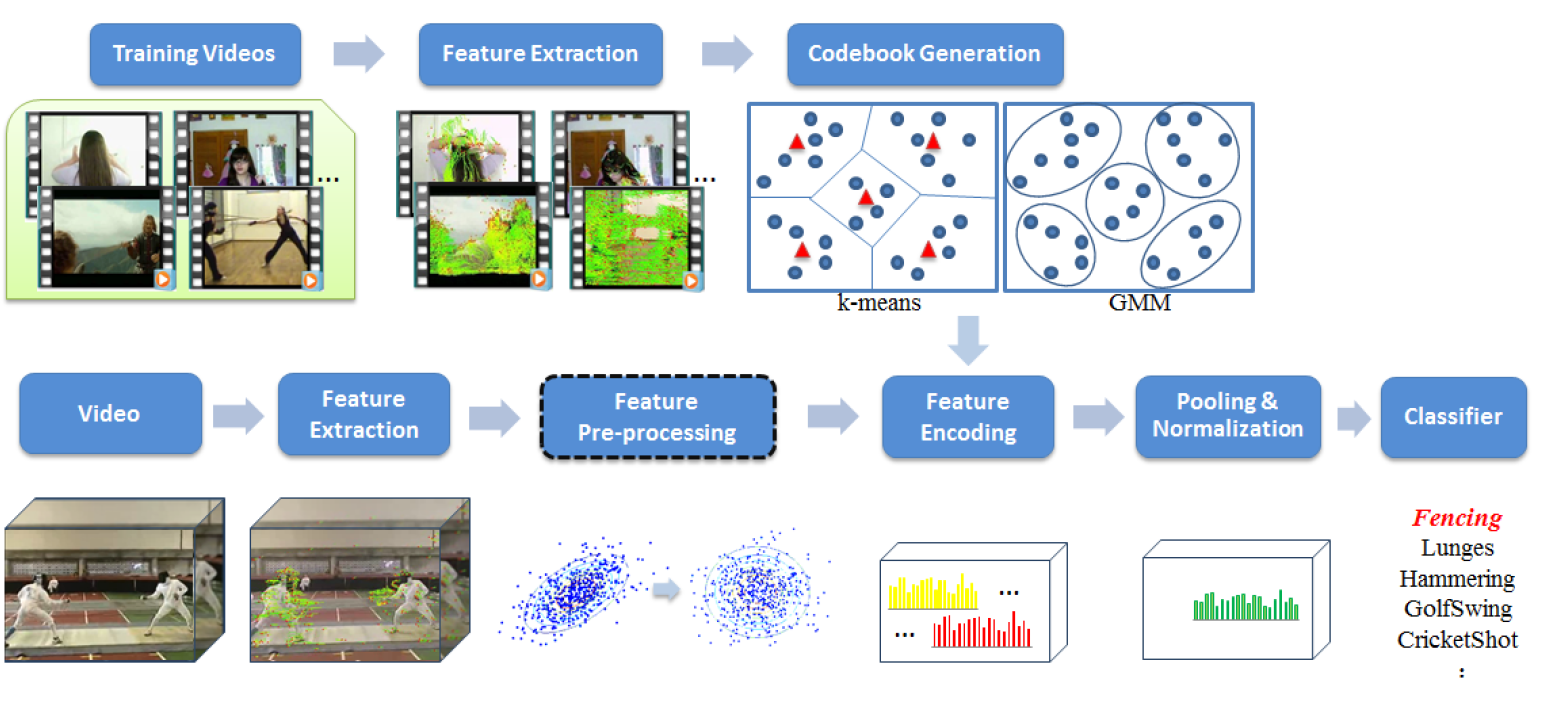 Training Videos
Feature Extraction
Codebook Generation
...
...
k-means
GMM
Video
Feature
Extraction
Feature
Pre-processing
Feature
Encoding
Pooling &
Normalization
Classifier
...
...
Fencing
Lunges
Hammering
GolfSwing
CricketShot
: